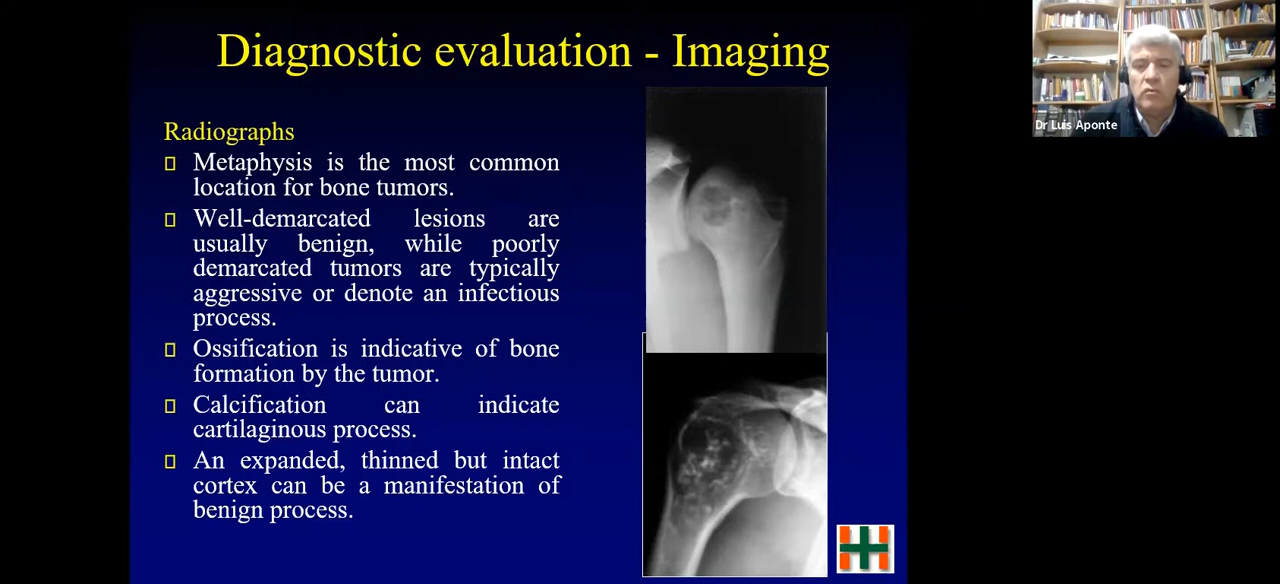 Diagnostic evaluation - Imaging
Radiographs
Metaphysis is the most common
location for bone tumors.
Well-demarcated lesions are
usually benign, while poorly
demarcated tumors are typically
aggressive or denote an infectious
process.
Ossification is indicative of bone
formation by the tumor.
Calcification can indicate
cartilaginous process.
An expanded, thinned but intact
cortex can be a manifestation of
benign process.
Dr Luis Aponte